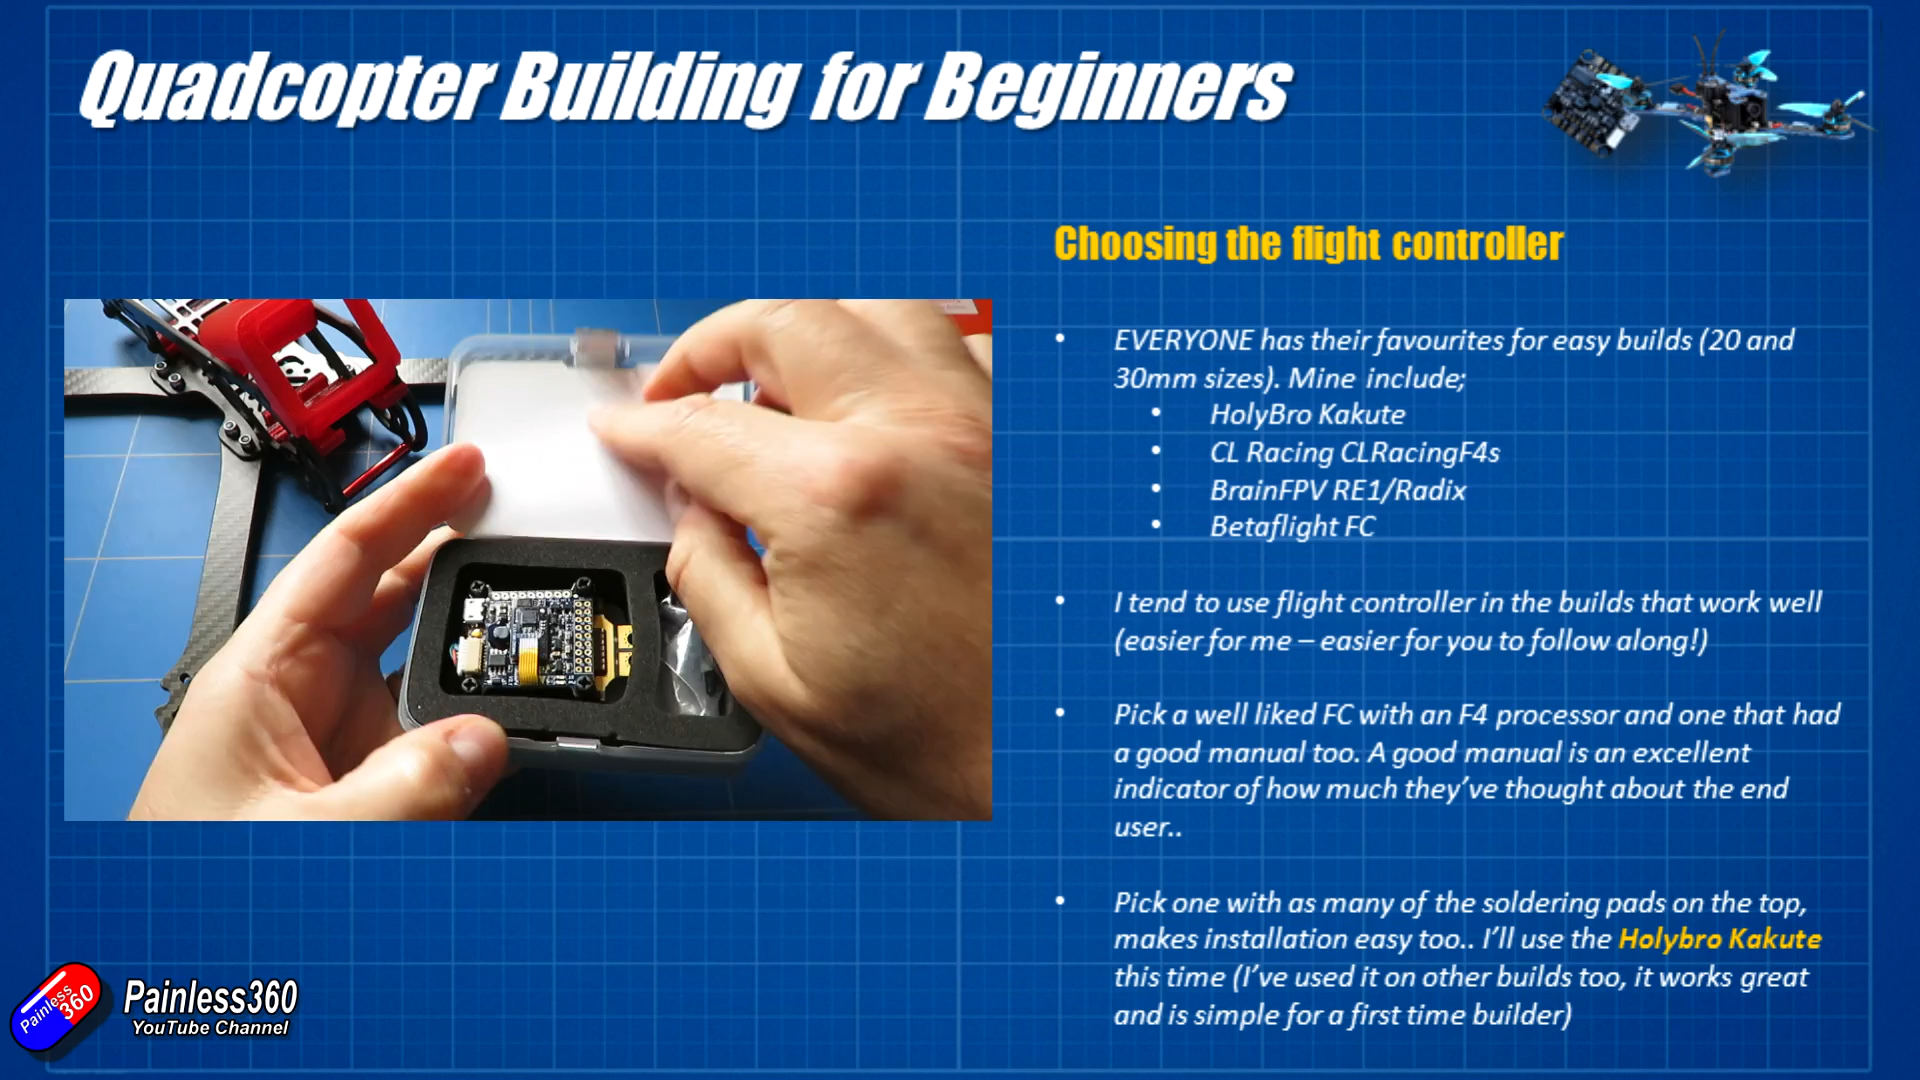 Quadcopter Building for Beginners
Choosing the flight controller
• EVERYONE has their favourites for easy builds (20 and
30mm sizes). Mine include;
• HolyBro Kakute
• CL Racing CLRacingF4s
• BrainFPV RE1/Radix
• Betaflight FC
• I tend to use flight controller in the builds that work well
(easier for me – easier for you to follow along!)
• Pick a well liked FC with an F4 processor and one that had
a good manual too. A good manual is an excellent
indicator of how much they’ve thought about the end
user..
• Pick one with as many of the soldering pads on the top,
makes installation easy too.. I’ll use the Holybro Kakute
this time (I’ve used it on other builds too, it works great
and is simple for a first time builder)
Painless
360
Painless360
YouTube Channel